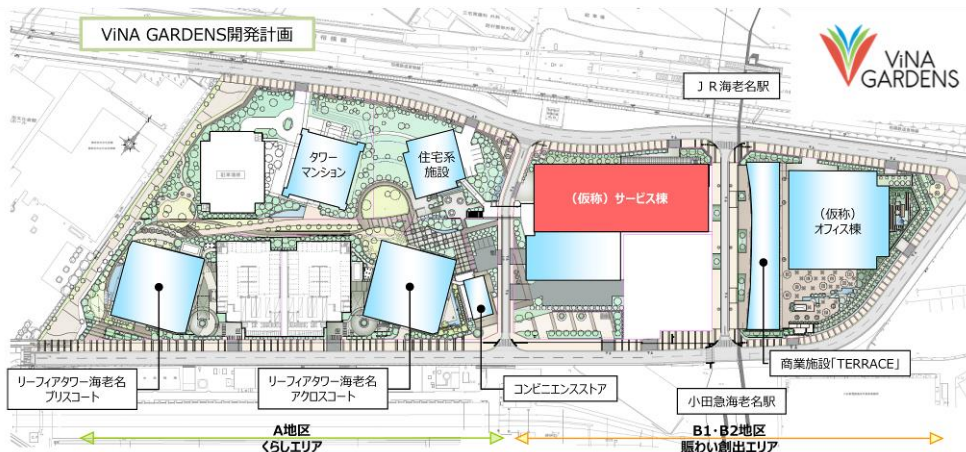 ViNA GARDENS開発計画
ViNA
GARDENS
JR海老名駅
タワー
マンション
住宅系
施設
(仮称)サービス棟
(仮称)
オフィス棟
リーフィアタワー海老名
ブリスコート
リーフィアタワー海老名
アクロスコート
コンビニエンスストア
商業施設「TERRACE」
小田急海老名駅
A地区
くらしエリア
B1・B2地区
賑わい創出エリア